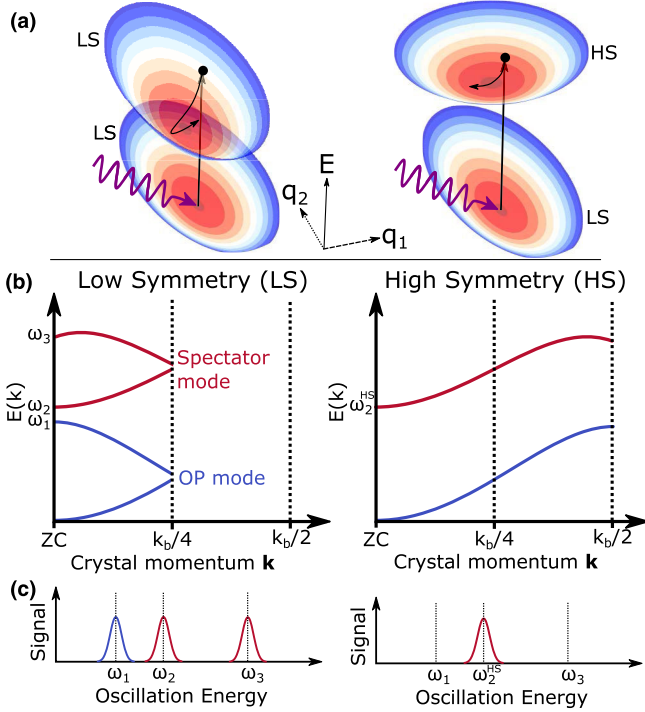 (a)
LS
LS
E
q2
q1
HS
LS
(b)
Low Symmetry (LS)
High Symmetry (HS)
E(k)
ω3
ω2
ω1
Spectator
mode
OP mode
ZC
kb/4
kb/2
Crystal momentum k
E(k)
ω2HS
ZC
kb/4
kb/2
Crystal momentum k
(c)
Signal
ω1
ω2
ω3
Oscillation Energy
Signal
ω1
ω2HS
ω3
Oscillation Energy